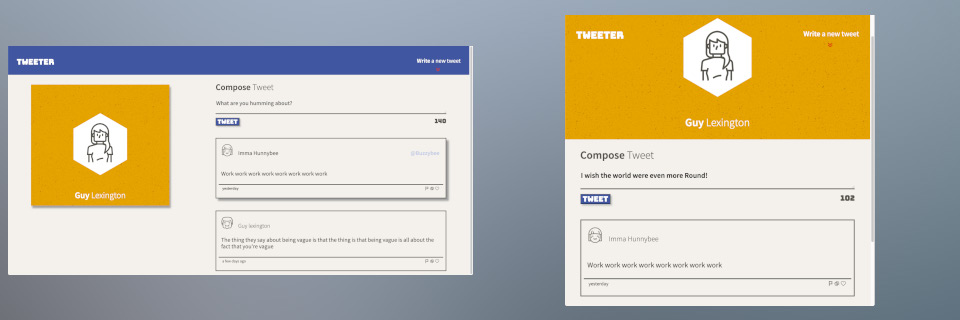 TWEETER
Write a new tweet
Guy Lexington
Compose Tweet
What are you humming about?
TWEET
140
Imma Hunnybee
@Bunnybee
Work work work work work work work work
yesterday
Guy lexington
The thing they say about being vague is that the thing is that being vague is all about the
fact that you're vague
a few days ago
TWEETER
Write a new tweet
Guy Lexington
Compose Tweet
I wish the world were even more Round!
TWEET
102
Imma Hunnybee
Work work work work work work work work
yesterday